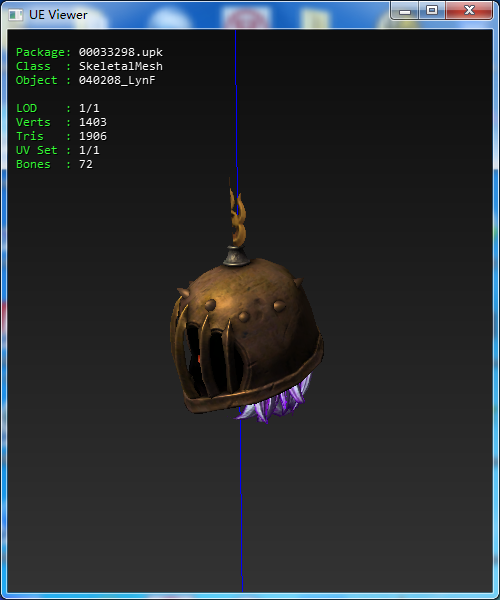 UE Viewer
Package: 00033298.upk
Class : SkeletalMesh
Object : 040208_LynF
LOD : 1/1
Verts : 1403
Tris : 1906
UV Set : 1/1
Bones : 72